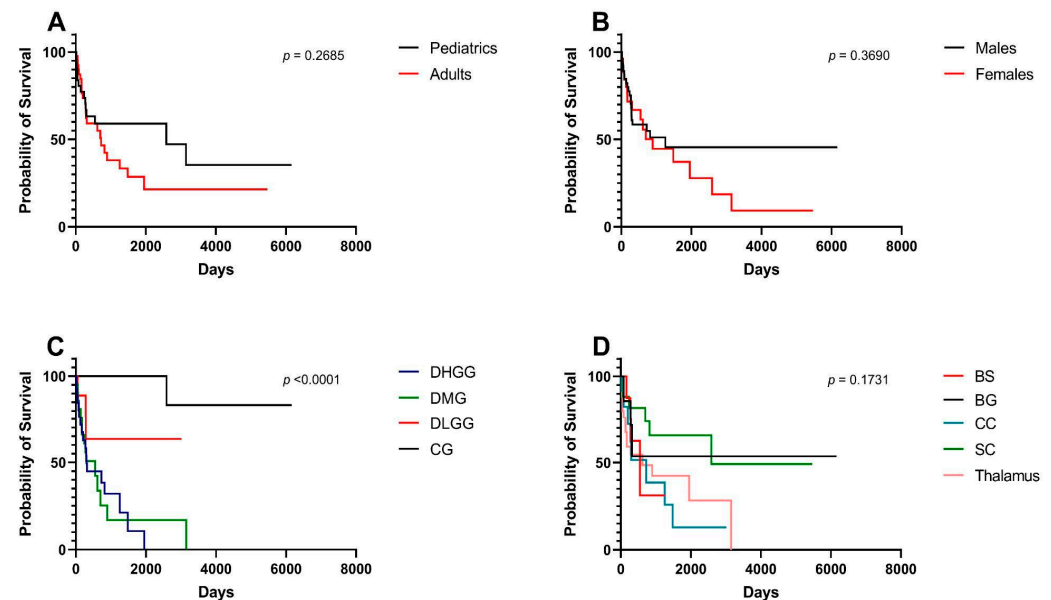 A
Probability of Survival
100
50
0
0 2000 4000 6000 8000
Days
p = 0.2685
Pediatrics
Adults
B
Probability of Survival
100
50
0
0 2000 4000 6000 8000
Days
p = 0.3690
Males
Females
C
Probability of Survival
100
50
0
0 2000 4000 6000 8000
Days
p <0.0001
DHGG
DMG
DLGG
CG
D
Probability of Survival
100
50
0
0 2000 4000 6000 8000
Days
p = 0.1731
BS
BG
CC
SC
Thalamus